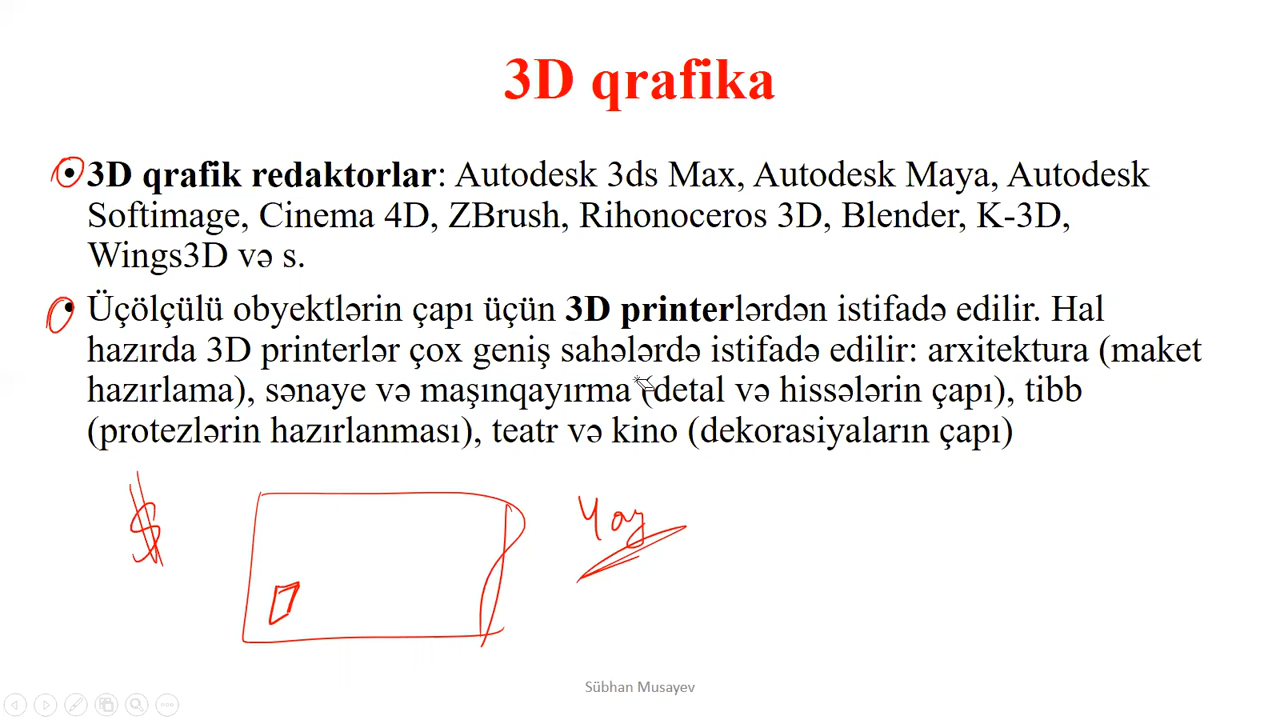 3D qrafika
• 3D qrafik redaktorlar: Autodesk 3ds Max, Autodesk Maya, Autodesk
Softimage, Cinema 4D, ZBrush, Rihonoceros 3D, Blender, K-3D,
Wings3D və s.
• Üçölçülü obyektlərin çapı üçün 3D printerlərdən istifadə edilir. Hal
hazırda 3D printerlər çox geniş sahələrdə istifadə edilir: arxitektura (maket
hazırlama), sənaye və maşınqayırma (detal və hissələrin çapı), tibb
(protezlərin hazırlanması), teatr və kino (dekorasiyaların çapı)
$
Sübhan Musayev